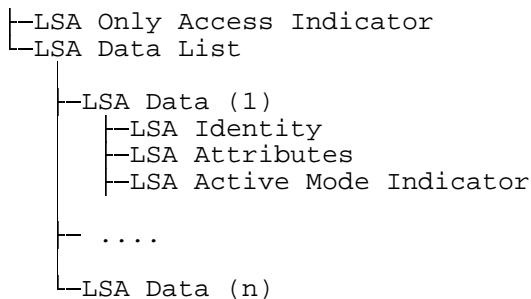 LSA Only Access Indicator
LSA Data List
LSA Data (1)
LSA Identity
LSA Attributes
LSA Active Mode Indicator
....
LSA Data (n)